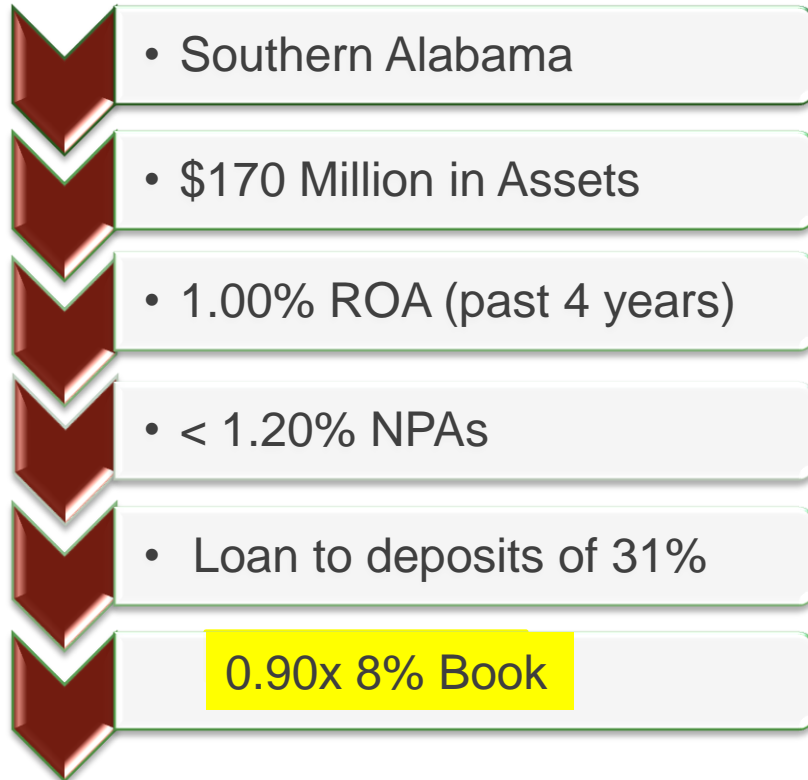 • Southern Alabama
• $170 Million in Assets
• 1.00% ROA (past 4 years)
• < 1.20% NPAs
• Loan to deposits of 31%
0.90x 8% Book